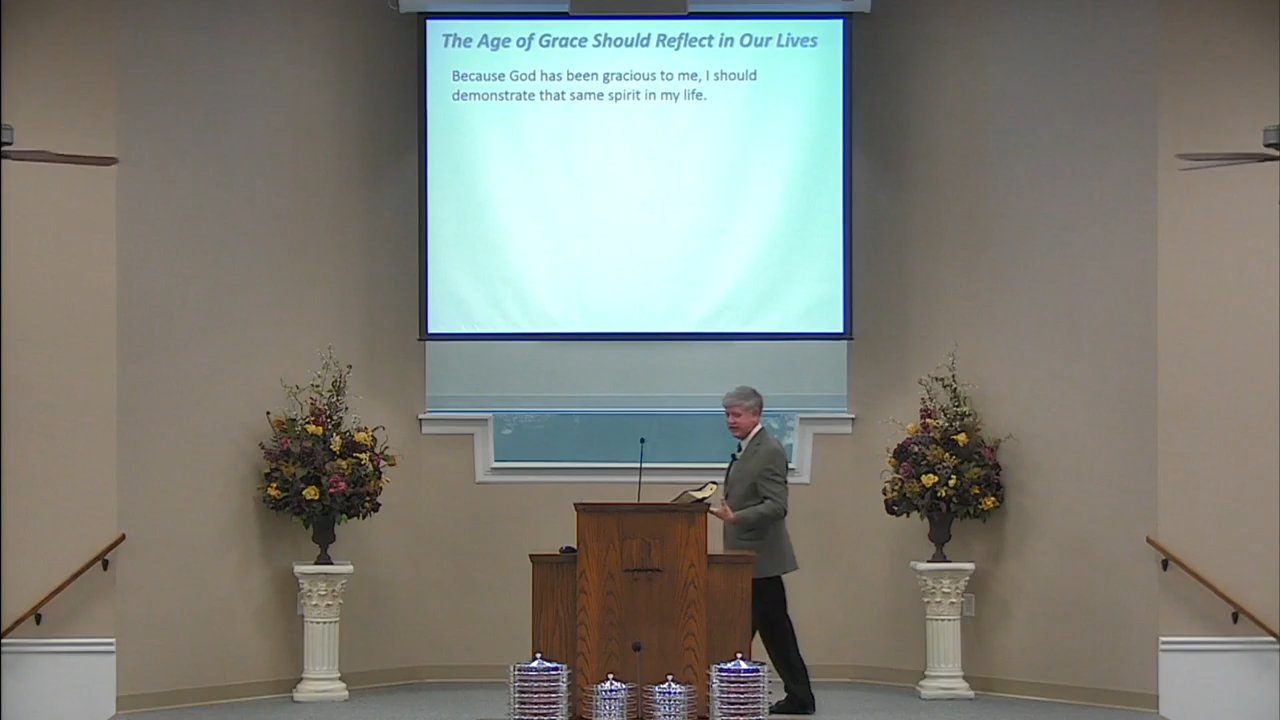 The Age of Grace Should Reflect in Our Lives
Because God has been gracious to me, I should
demonstrate that same spirit in my life.